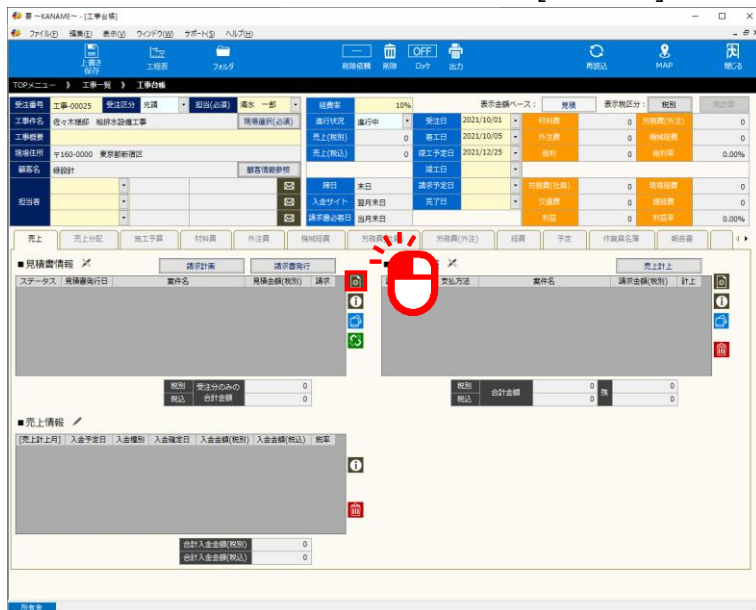 要 ~KANAME~ - [工事台帳]
ファイル(F) 編集(E) 表示(V) ウインドウ(W) サポート(S) ヘルプ(H)
上書き保存 工程表 フォルダ 削除依頼 削除 OFF ロック 出力 再読込 MAP 閉じる
TOPメニュー 》 工事一覧 》 工事台帳
受注番号 工事-00025 受注区分 元請 担当(必須) 清水 一郎 経費率 10% 表示金額ベース: 見積 表示税区分: 税別 再計算
工事件名 佐々木様邸 給排水設備工事 現場選択(必須) 進行状況 進行中 受注日 2021/10/01 材料費 0 労務費(外注) 0
工事概要 売上(税別) 0 着工日 2021/10/05 外注費 0 機械経費 0
現場住所 〒160-0000 東京都新宿区 売上(税込) 0 竣工予定日 2021/12/25 粗利 0 粗利率 0.00%
顧客名 緑設計 顧客情報参照 竣工日
担当者 締日 末日 請求予定日 労務費(社員) 0 現場経費 0
入金サイト 翌月末日 完了日 交通費 0 諸経費 0
請求書必着日 当月末日 利益 0 利益率 0.00%
売上 売上分配 施工予算 材料費 外注費 機械経費 労務費 労務費(外注) 経費 予定 作業員名簿 報告書
■見積書情報 請求計画 請求書発行 売上計上
ステータス 見積書発行日 案件名 見積金額(税別) 請求 支払方法 案件名 請求金額(税別) 計上
税別 受注分のみの 0 税別 合計金額 0 残 0
税込 合計金額 0 税込 0 0
■売上情報
[売上計上月] 入金予定日 入金種別 入金確定日 入金金額(税別) 入金金額(税込) 税率
合計入金金額(税別) 0
合計入金金額(税込) 0
所有者